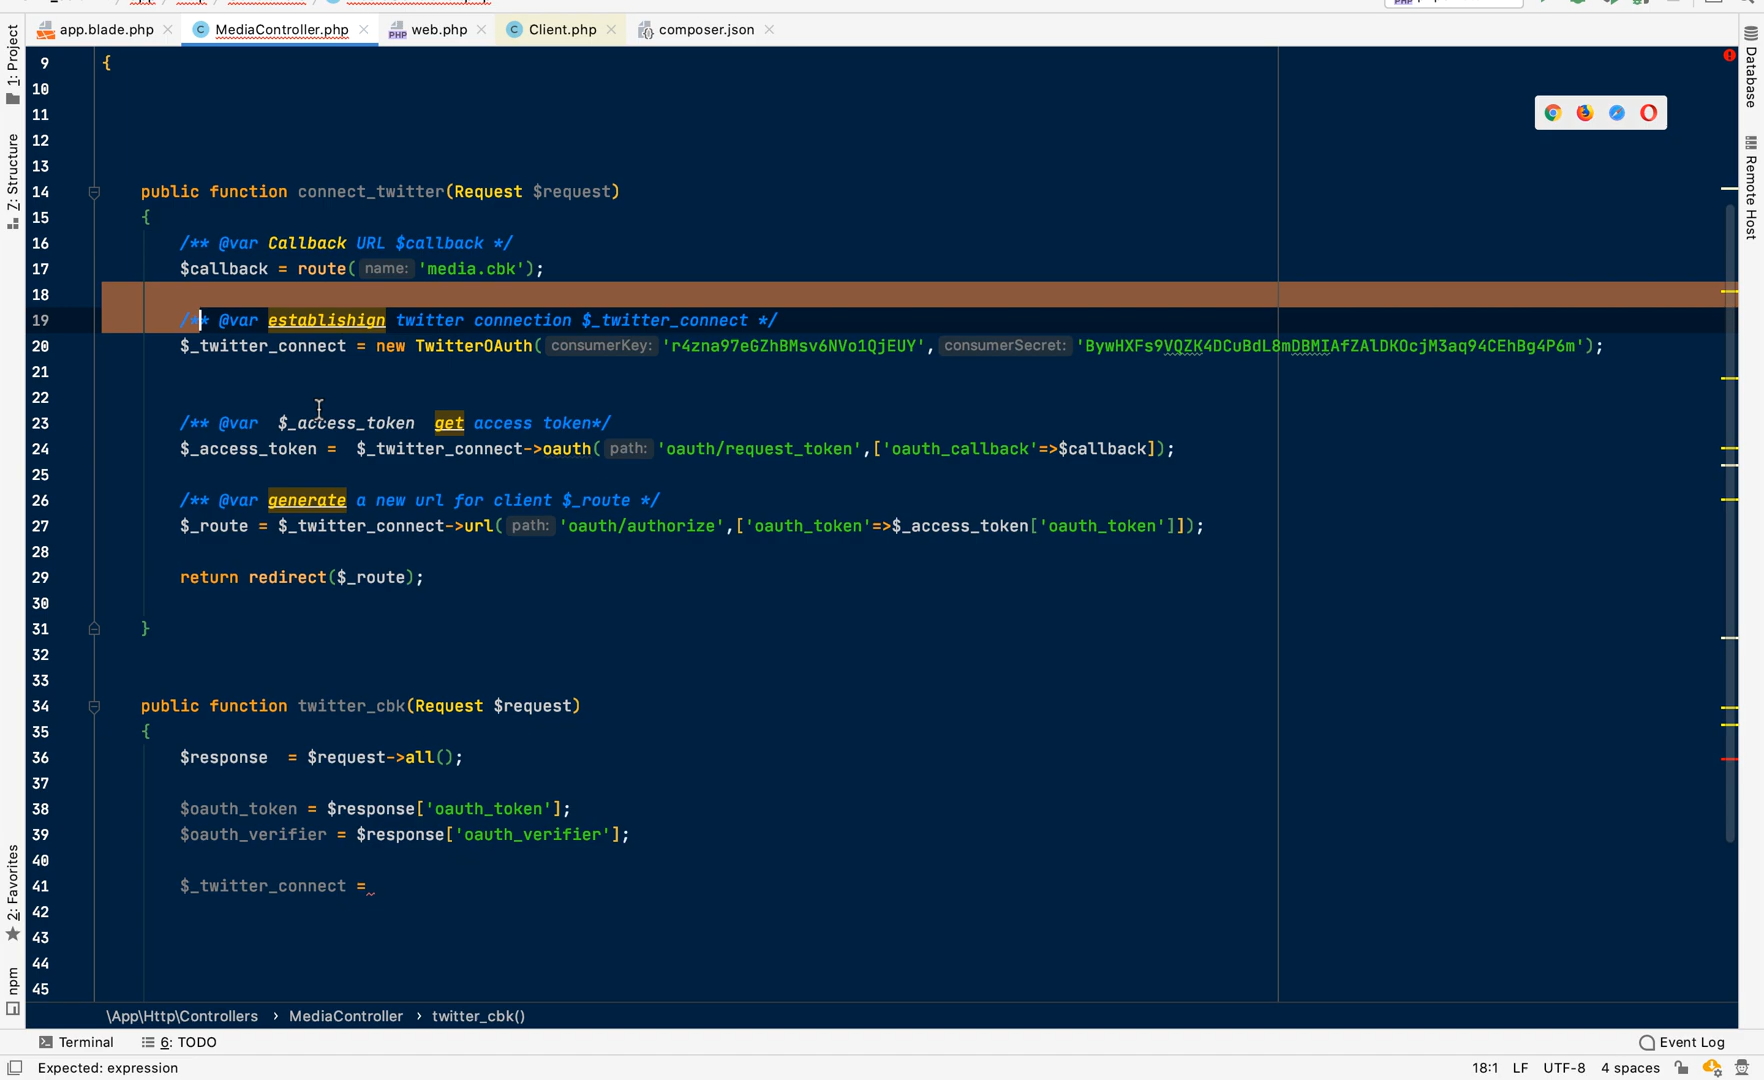 app.blade.php
MediaController.php
web.php
Client.php
composer.json
1: Project
Z: Structure
2: Favorites
npm
Database
Remote Host
9 {
10
11
12
13
14 public function connect_twitter(Request $request)
15 {
16 /** @var Callback URL $callback */
17 $callback = route( name: 'media.cbk');
18
19 /** @var establishign twitter connection $_twitter_connect */
20 $_twitter_connect = new TwitterOAuth( consumerKey: 'r4zna97eGZhBMsv6NVo1QjEUY', consumerSecret: 'BywHXFs9VQZK4DCuBdL8mDBMIAfZAlDKOcjM3aq94CEhBg4P6m');
21
22
23 /** @var $_access_token get access token*/
24 $_access_token = $_twitter_connect->oauth( path: 'oauth/request_token',['oauth_callback'=>$callback]);
25
26 /** @var generate a new url for client $_route */
27 $_route = $_twitter_connect->url( path: 'oauth/authorize',['oauth_token'=>$_access_token['oauth_token']]);
28
29 return redirect($_route);
30
31 }
32
33
34 public function twitter_cbk(Request $request)
35 {
36 $response = $request->all();
37
38 $oauth_token = $response['oauth_token'];
39 $oauth_verifier = $response['oauth_verifier'];
40
41 $_twitter_connect =
42
43
44
45
\App\Http\Controllers › MediaController › twitter_cbk()
Terminal 6: TODO Event Log
Expected: expression 18:1 LF UTF-8 4 spaces